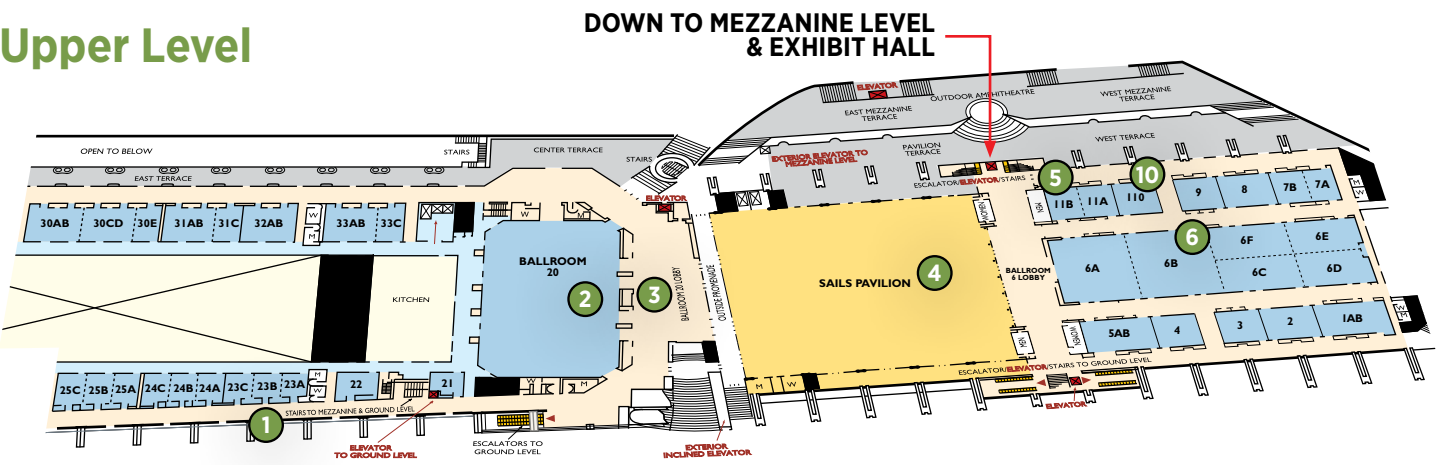 Upper Level
DOWN TO MEZZANINE LEVEL
& EXHIBIT HALL
ELEVATOR
OUTDOOR AMPHITHEATRE
WEST MEZZANINE
TERRACE
EAST MEZZANINE
TERRACE
OPEN TO BELOW
STAIRS
CENTER TERRACE
STAIRS
EXTERIOR ELEVATOR TO
MEZZANINE LEVEL
PAVILION
TERRACE
WEST TERRACE
EAST TERRACE
ESCALATOR/ELEVATOR/STAIRS
5
10
ELEVATOR
30AB
30CD
30E
31AB
31C
32AB
W
M
33AB
33C
W
M
WOMEN
MEN
11B
11A
110
9
8
7B
7A
M
W
BALLROOM
20
2
3
BALLROOM 20 LOBBY
OUTSIDE PROMENADE
SAILS PAVILION
4
BALLROOM
6 LOBBY
6A
6B
6
6F
6E
6C
6D
KITCHEN
MEN
WOMEN
5AB
4
3
2
1AB
W
M
25C
25B
25A
24C
24B
24A
23C
23B
23A
M
W
22
21
W
M
M
W
ESCALATOR/ELEVATOR/STAIRS TO GROUND LEVEL
ELEVATOR
1
STAIRS TO MEZZANINE & GROUND LEVEL
ELEVATOR
TO GROUND LEVEL
ESCALATORS TO
GROUND LEVEL
EXTERIOR
INCLINED ELEVATOR